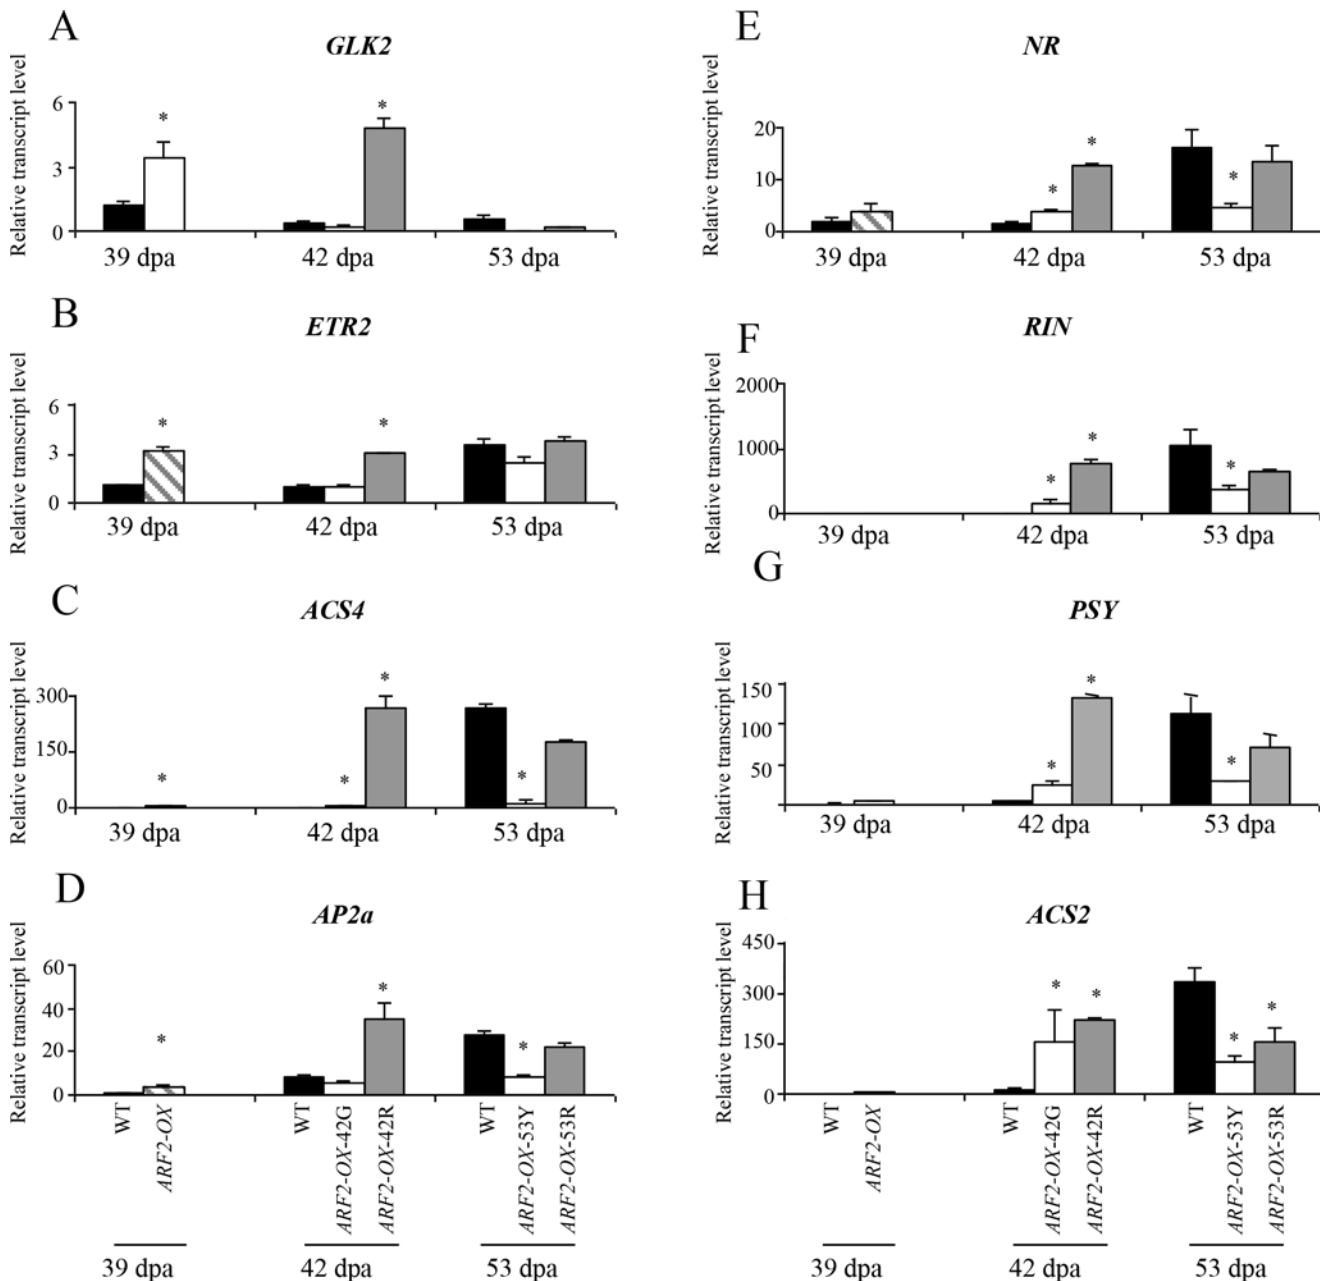 A
GLK2
Relative transcript level
6
3
0
*
*
39 dpa
42 dpa
53 dpa
B
ETR2
Relative transcript level
6
3
0
*
*
39 dpa
42 dpa
53 dpa
C
ACS4
Relative transcript level
300
150
0
*
*
*
*
39 dpa
42 dpa
53 dpa
D
AP2a
Relative transcript level
60
40
20
0
*
*
*
WT
ARF2-OX
WT
ARF2-OX-42G
ARF2-OX-42R
WT
ARF2-OX-53Y
ARF2-OX-53R
39 dpa
42 dpa
53 dpa
E
NR
Relative transcript level
20
10
0
*
*
*
39 dpa
42 dpa
53 dpa
F
RIN
Relative transcript level
2000
1000
0
*
*
*
39 dpa
42 dpa
53 dpa
G
PSY
Relative transcript level
150
100
50
*
*
*
39 dpa
42 dpa
53 dpa
H
ACS2
Relative transcript level
450
300
150
0
*
*
*
*
WT
ARF2-OX
WT
ARF2-OX-42G
ARF2-OX-42R
WT
ARF2-OX-53Y
ARF2-OX-53R
39 dpa
42 dpa
53 dpa